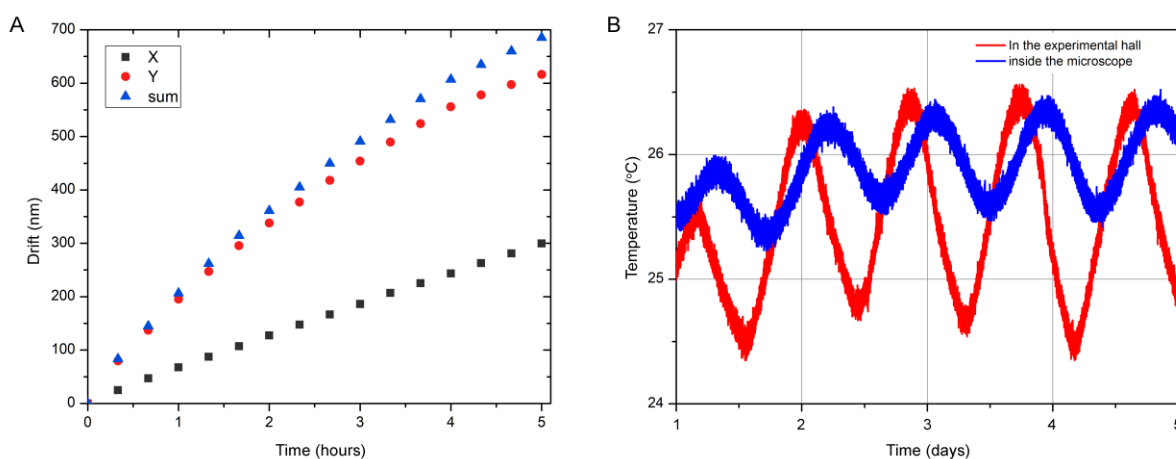 A
700
600
500
400
300
200
100
0
Drift (nm)
X
Y
sum
0 1 2 3 4 5
Time (hours)
B
27
26
25
24
Temperature (°C)
In the experimental hall
inside the microscope
1 2 3 4 5
Time (days)